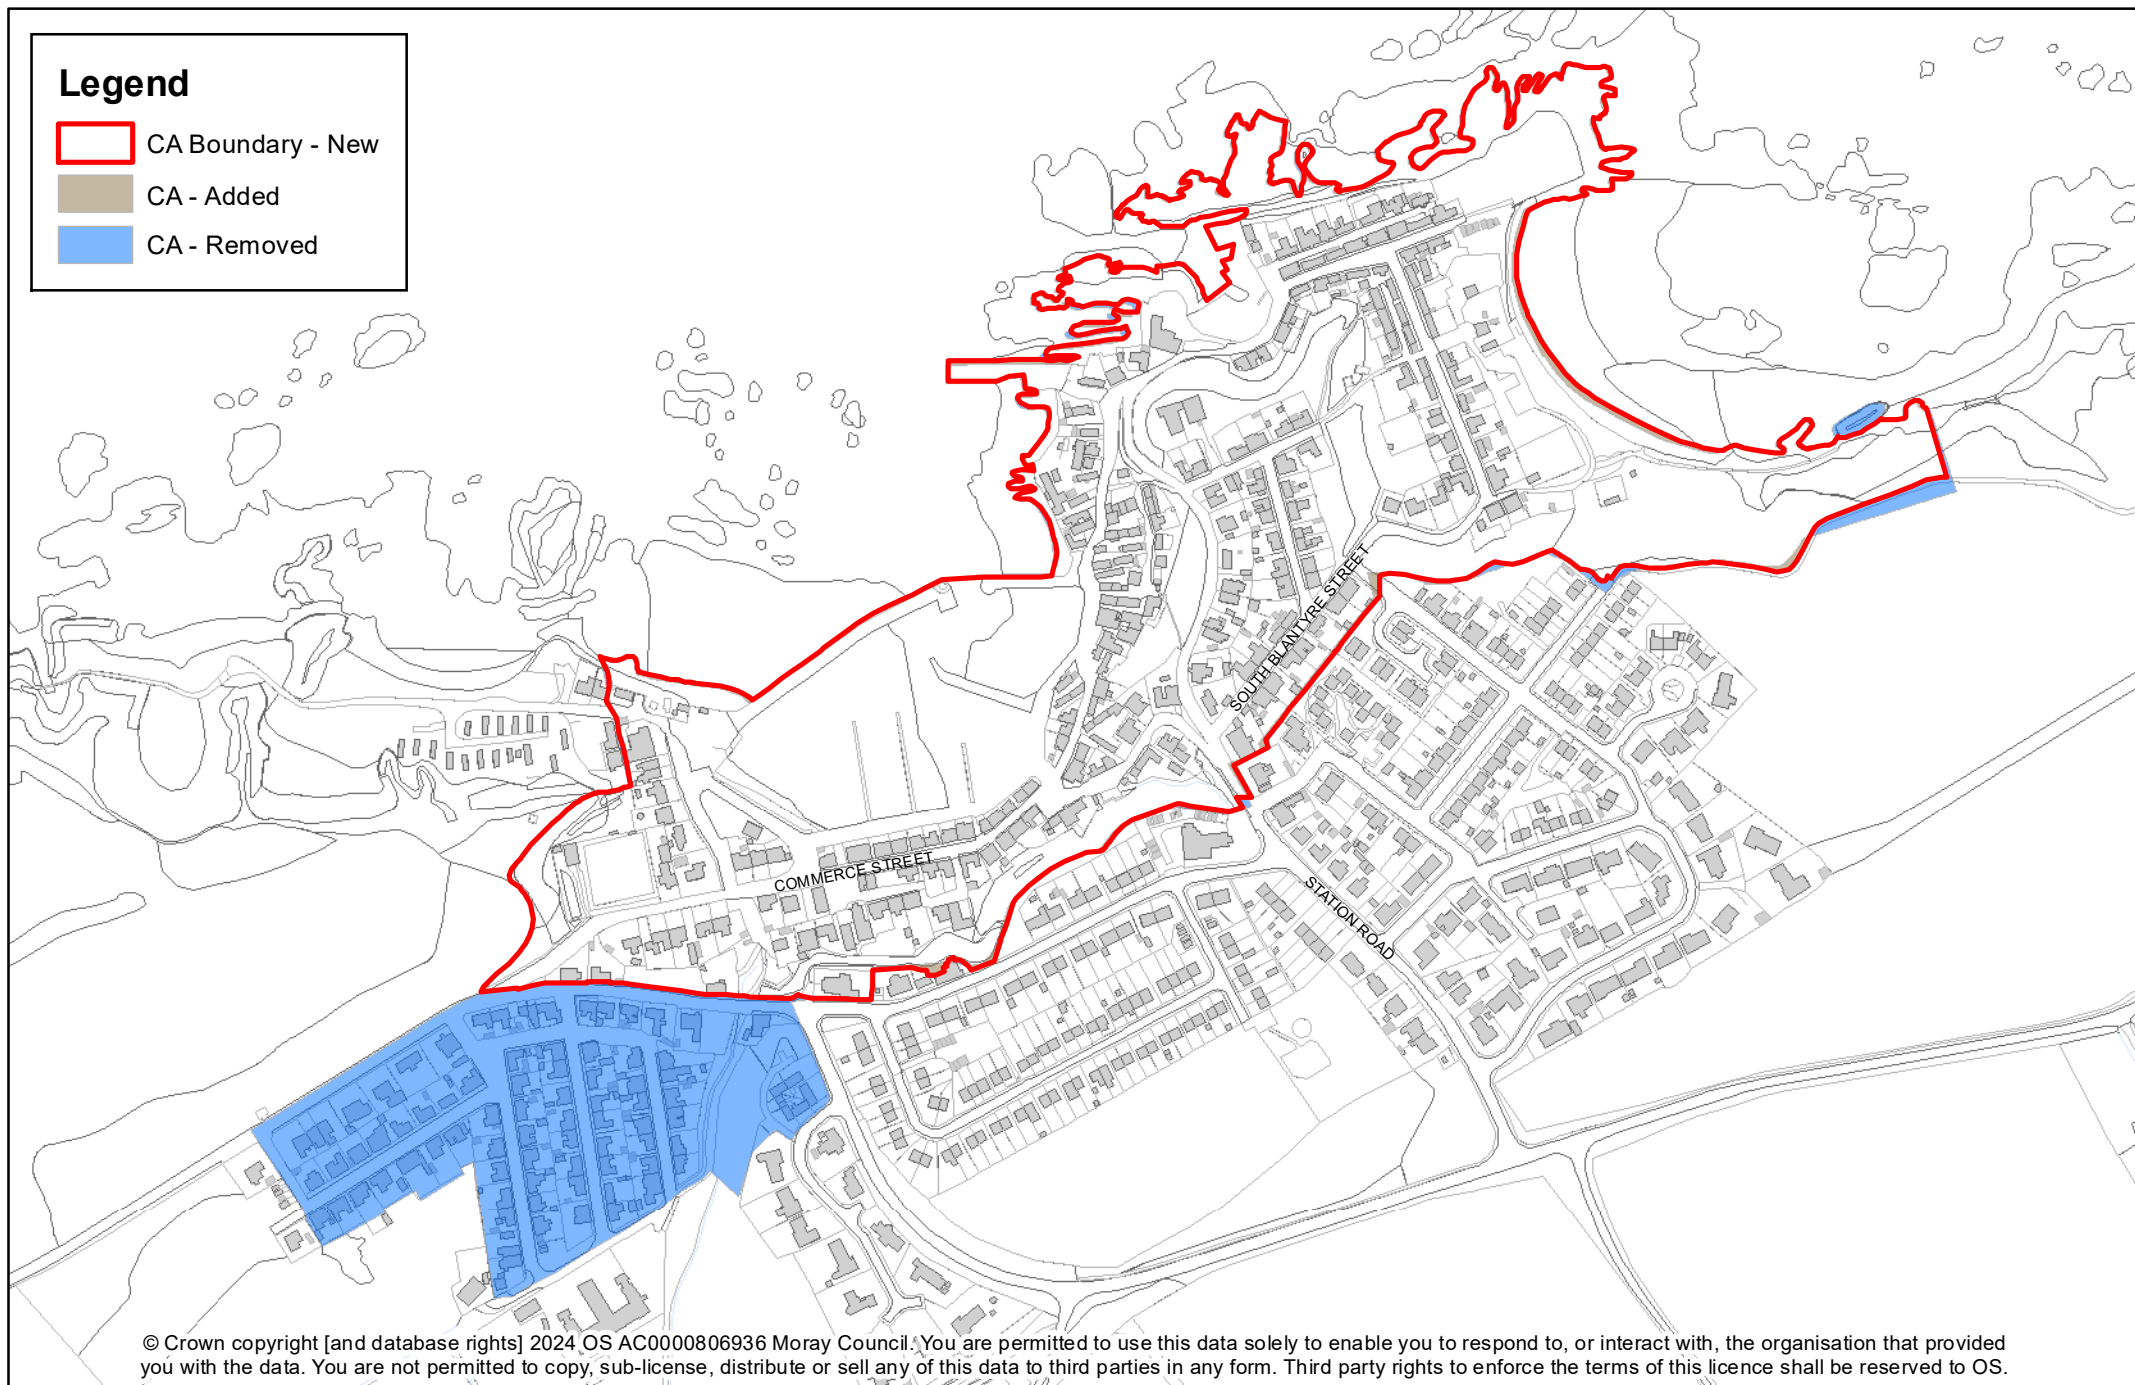 Legend
CA Boundary - New
CA - Added
CA - Removed
SOUTH BLANTYRE STREET
COMMERCE STREET
STATION ROAD
© Crown copyright [and database rights] 2024 OS AC0000806936 Moray Council. You are permitted to use this data solely to enable you to respond to, or interact with, the organisation that provided
you with the data. You are not permitted to copy, sub-license, distribute or sell any of this data to third parties in any form. Third party rights to enforce the terms of this licence shall be reserved to OS.